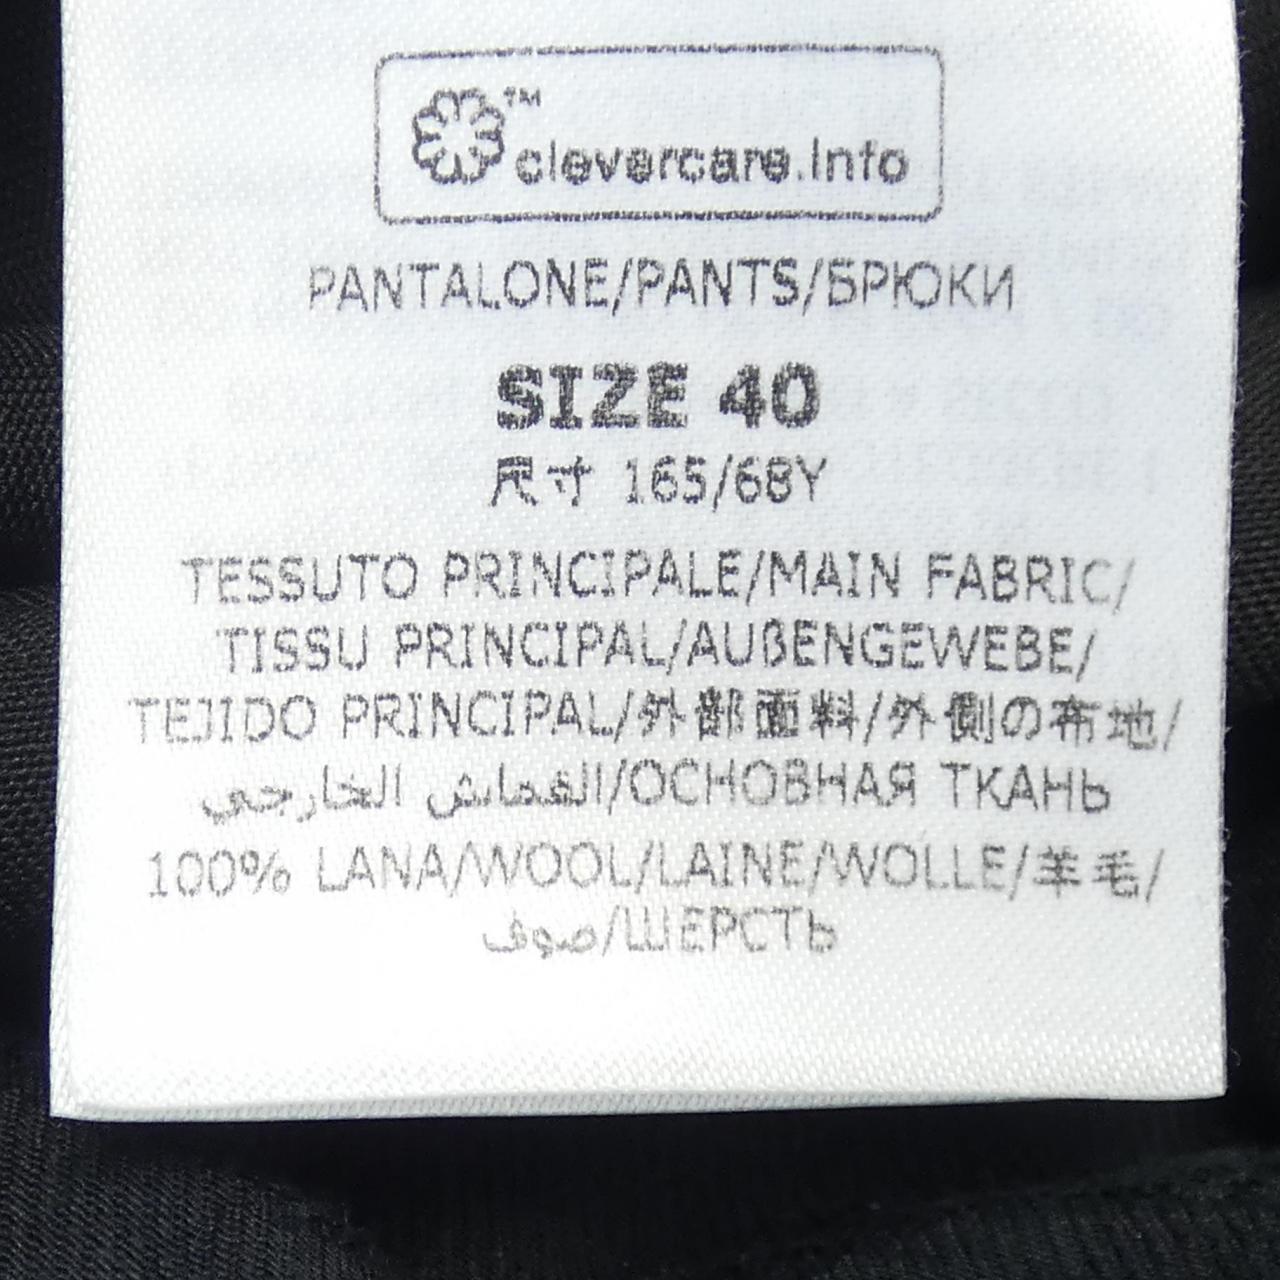 ™
clevercare.info
PANTALONE/PANTS/БРЮКИ
SIZE 40
尺寸 165/68Y
TESSUTO PRINCIPALE/MAIN FABRIC/
TISSU PRINCIPAL/AUßENGEWEBE/
TEJIDO PRINCIPAL/外部面料/外側の布地/
القماش الخارجي/ОСНОВНАЯ ТКАНЬ
100% LANA/WOOL/LAINE/WOLLE/羊毛/
صوف/ШЕРСТЬ